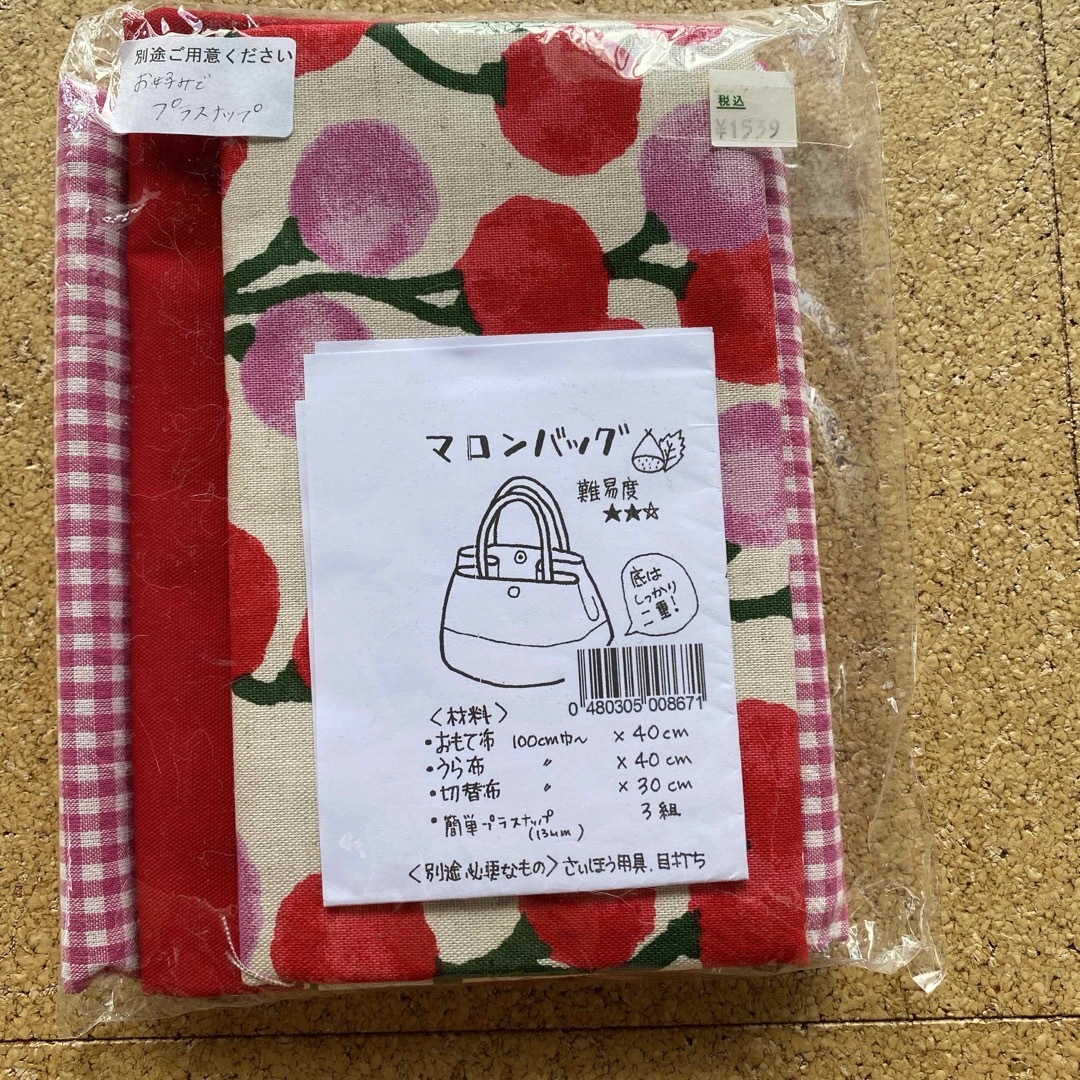 別途ご用意ください
お好みで
プラスナップ
税込
¥1539
マロンバッグ
難易度
★★☆
底は
しっかり
二重!
0 480305 008671
〈材料〉
・おもて布 100cm巾〜 × 40cm
・うら布 〃 × 40cm
・切替布 〃 × 30cm
・簡単プラスナップ(13mm) 3組
〈別途必要なもの〉さいほう用具、目打ち